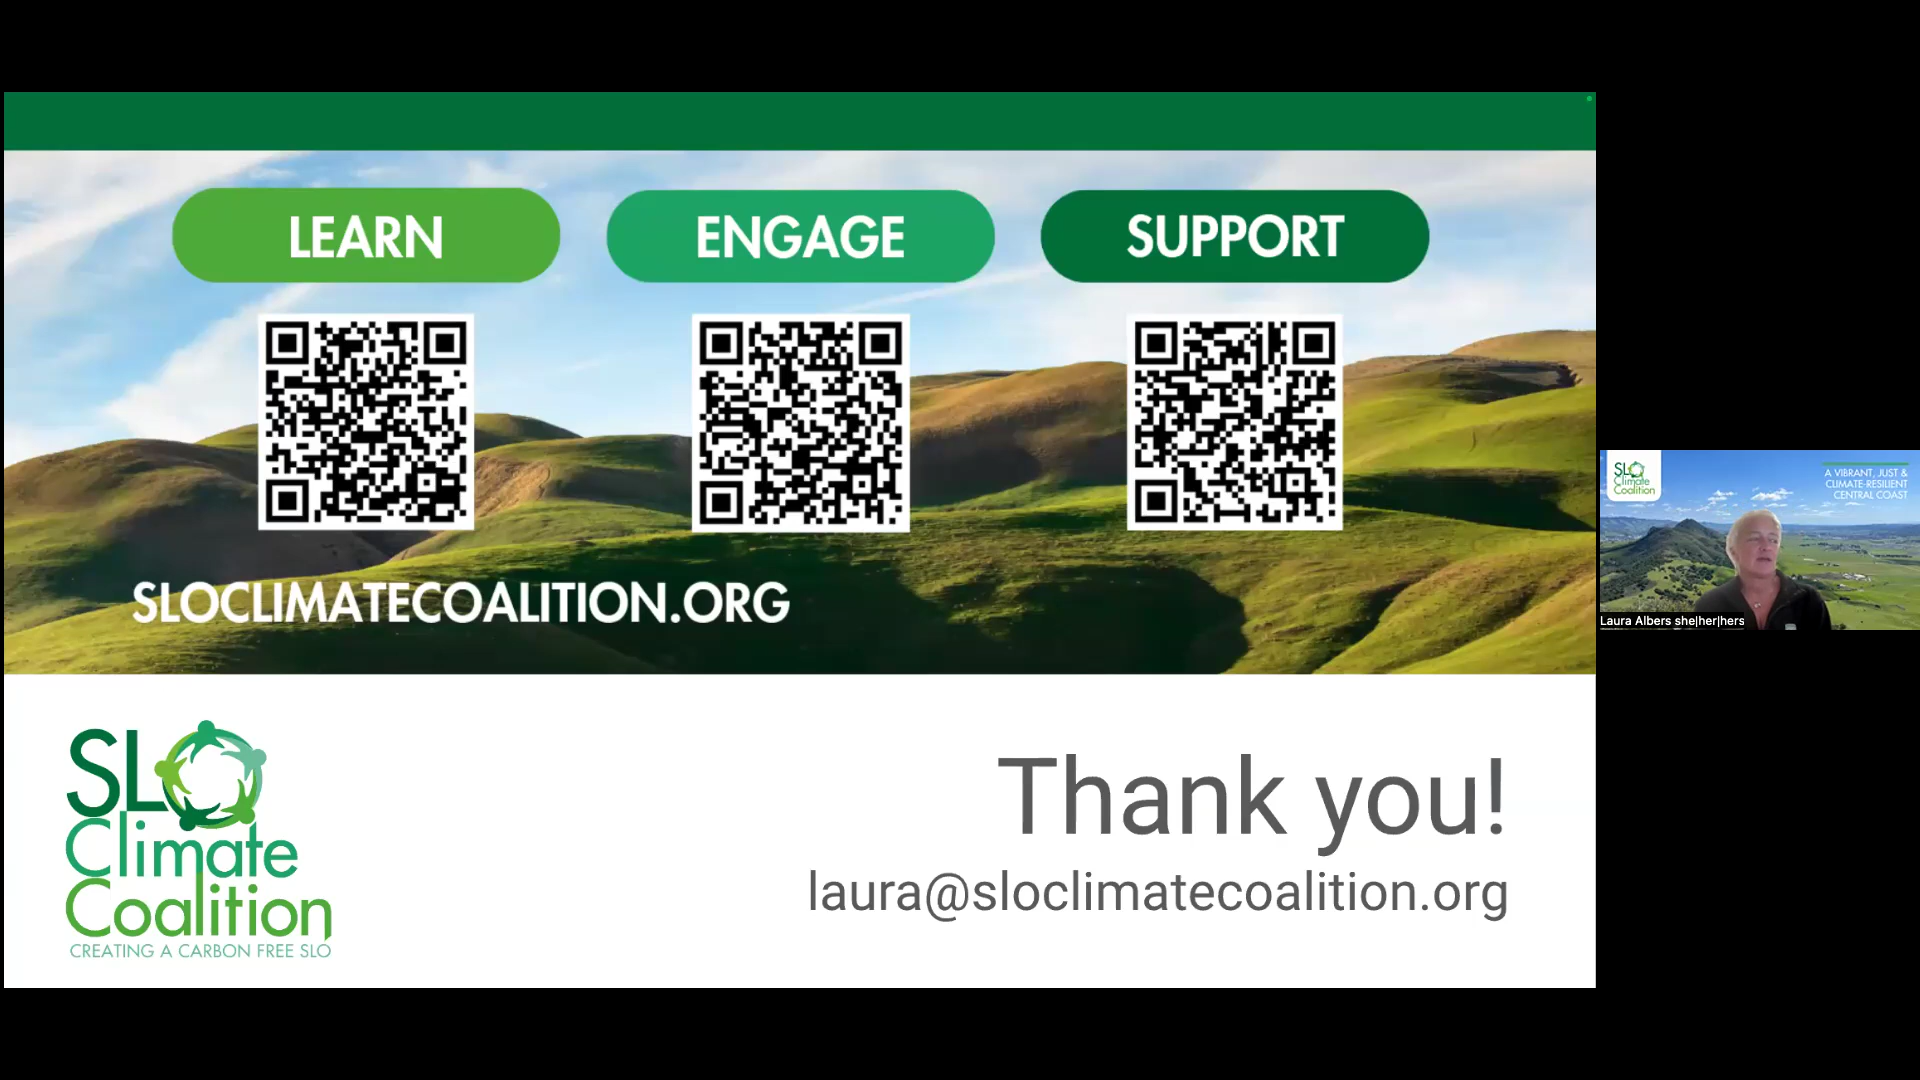 LEARN
ENGAGE
SUPPORT
SLOCLIMATECOALITION.ORG
SLO
Climate
Coalition
CREATING A CARBON FREE SLO
Thank you!
laura@sloclimatecoalition.org
SLO
Climate
Coalition
A VIBRANT, JUST &
CLIMATE-RESILIENT
CENTRAL COAST
Laura Albers she|her|hers